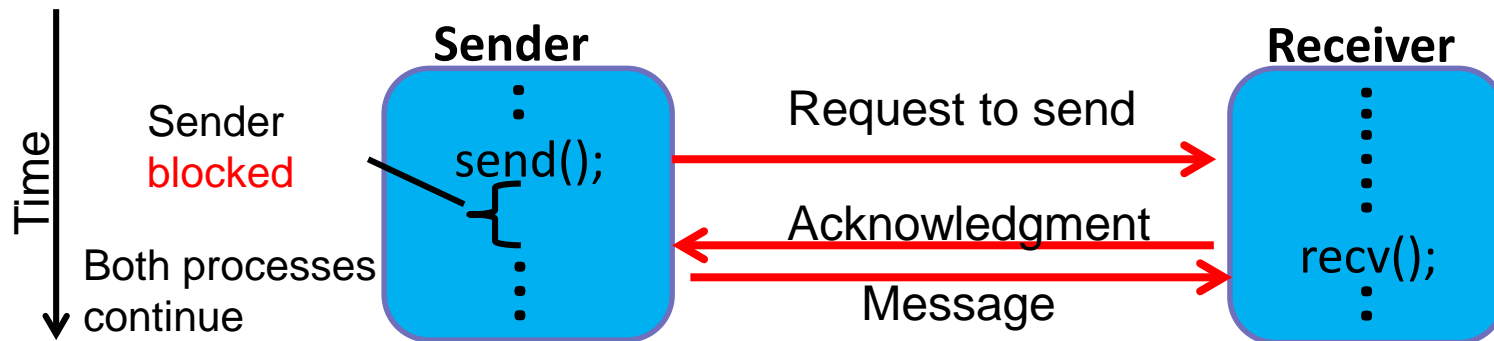 Sender
Receiver
Time
Sender
blocked
send();
Request to send
Acknowledgment
recv();
Both processes
continue
Message